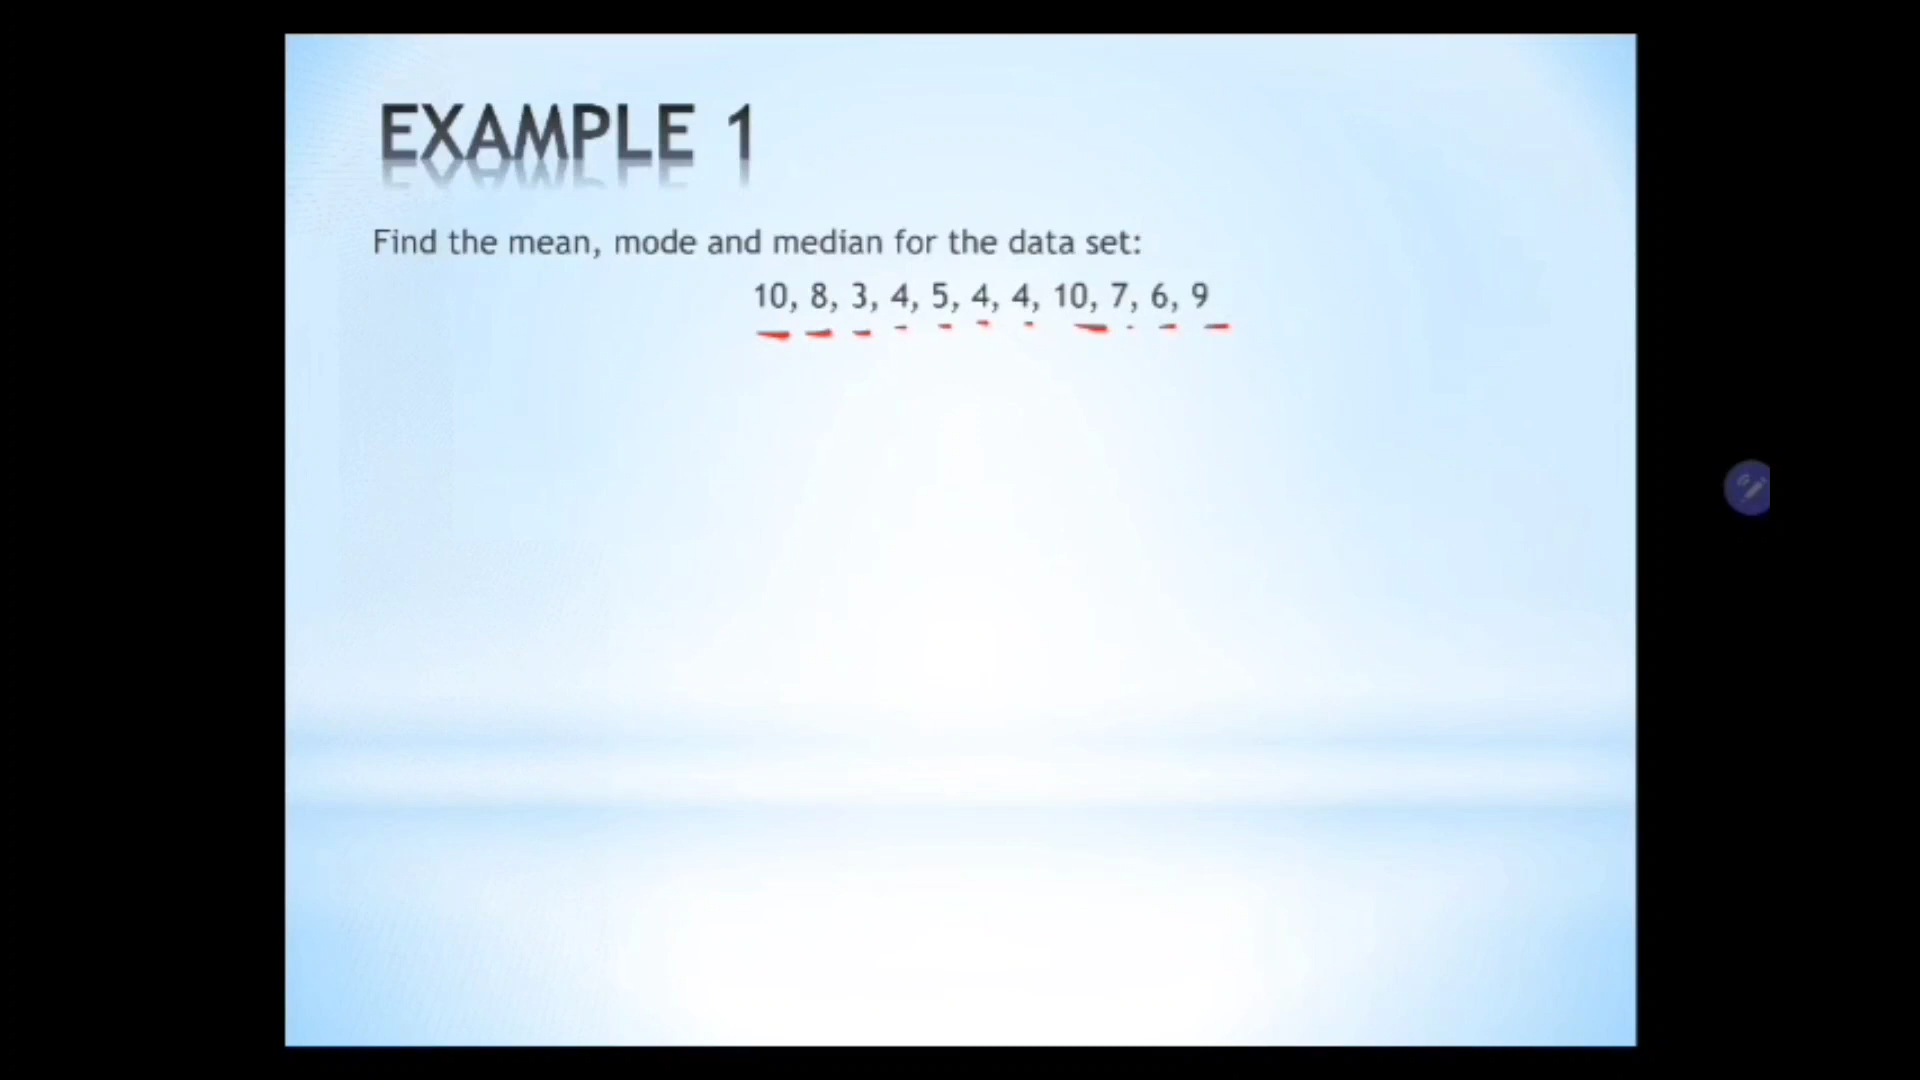 EXAMPLE 1
Find the mean, mode and median for the data set:
10, 8, 3, 4, 5, 4, 4, 10, 7, 6, 9